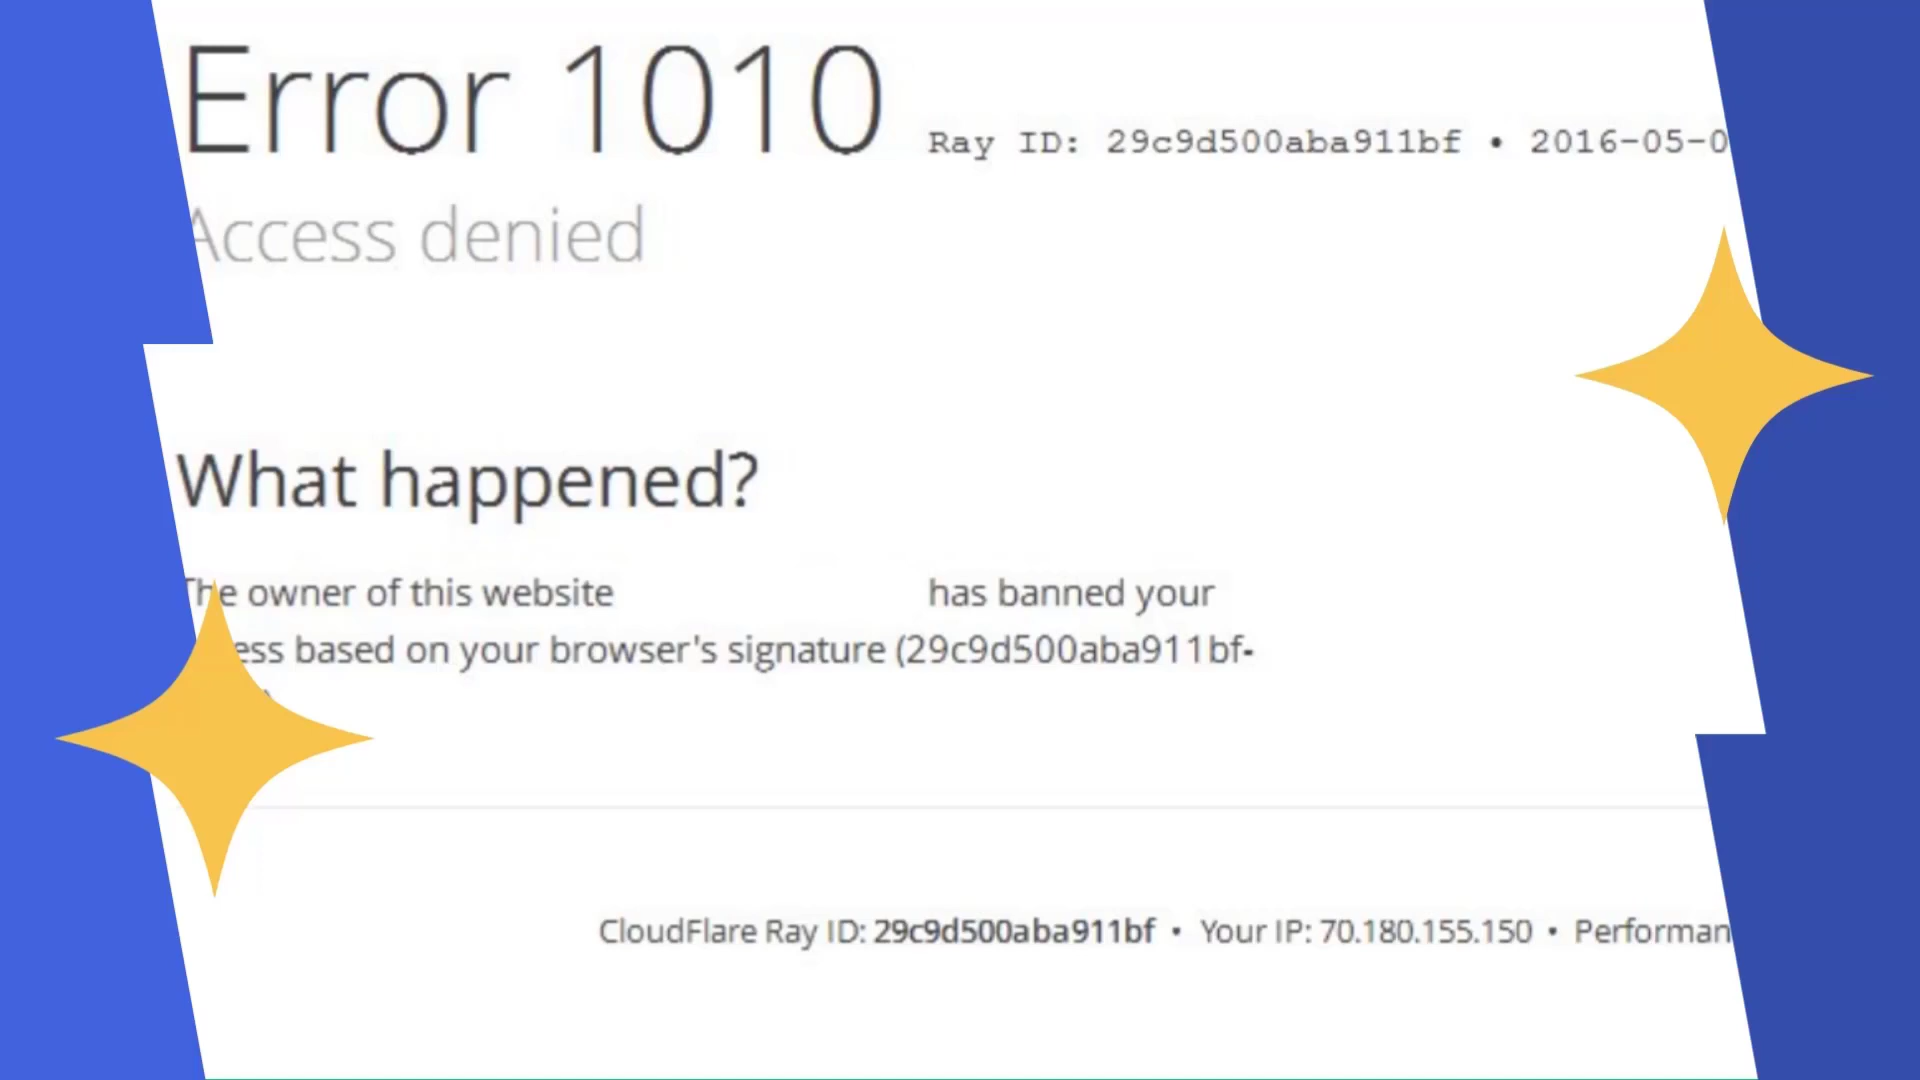 Error 1010 Ray ID: 29c9d500aba911bf • 2016-05-0
Access denied
What happened?
The owner of this website has banned your
ess based on your browser's signature (29c9d500aba911bf-
CloudFlare Ray ID: 29c9d500aba911bf • Your IP: 70.180.155.150 • Performan